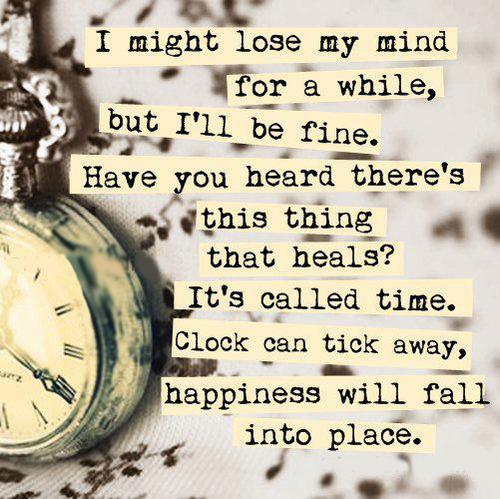 I might lose my mind
for a while,
but I'll be fine.
Have you heard there's
this thing
that heals?
It's called time.
Clock can tick away,
happiness will fall
into place.